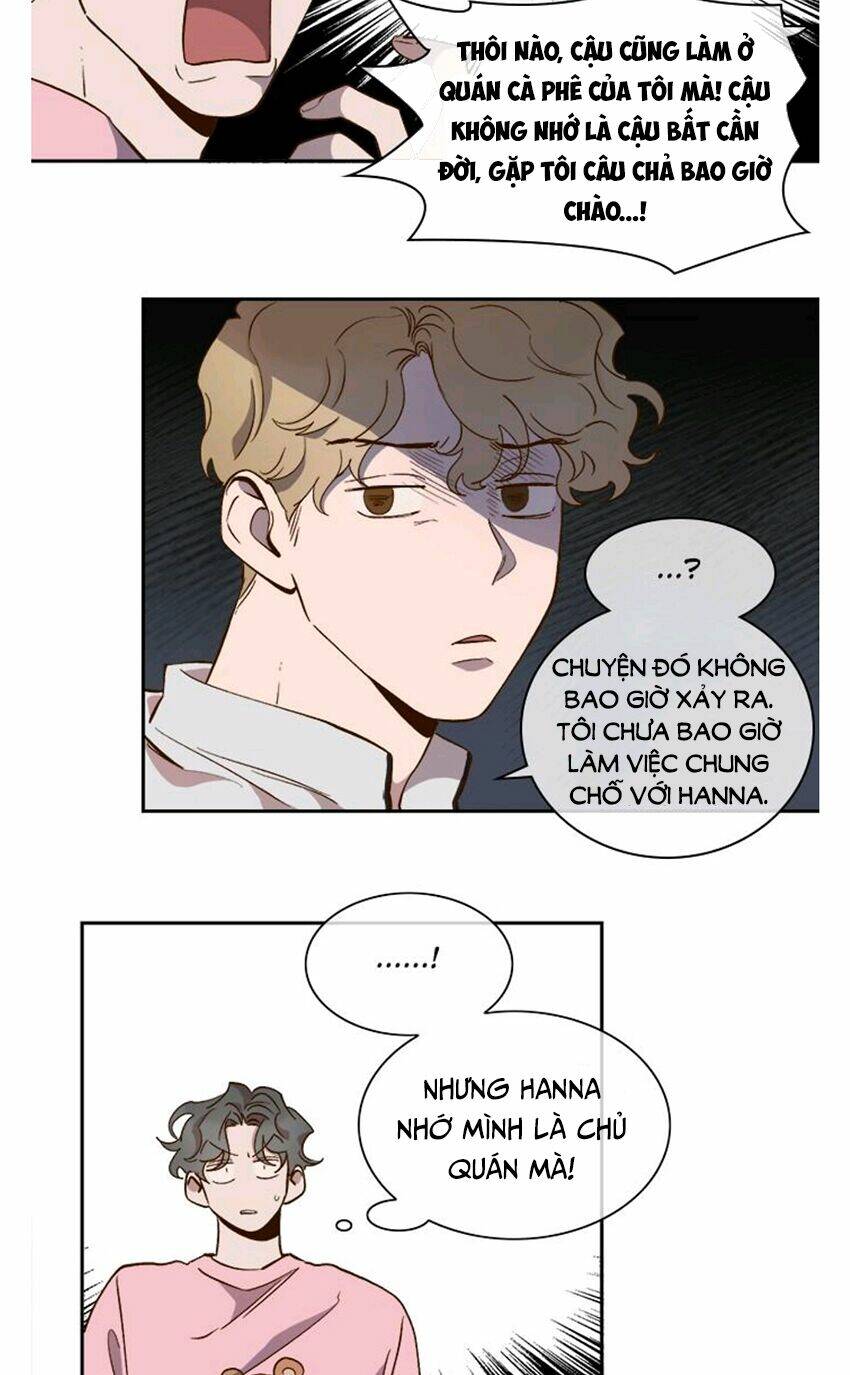 THÔI NÀO, CẬU CŨNG LÀM Ở
QUÁN CÀ PHÊ CỦA TÔI MÀ! CẬU
KHÔNG NHỚ LÀ CẬU BẤT CẦN
ĐỜI, GẶP TÔI CÂU CHẢ BAO GIỜ
CHÀO...!
...?
CHUYỆN ĐÓ KHÔNG
BAO GIỜ XẢY RA.
TÔI CHƯA BAO GIỜ
LÀM VIỆC CHUNG
CHỖ VỚI HANNA.
......!
NHƯNG HANNA
NHỚ MÌNH LÀ CHỦ
QUÁN MÀ!